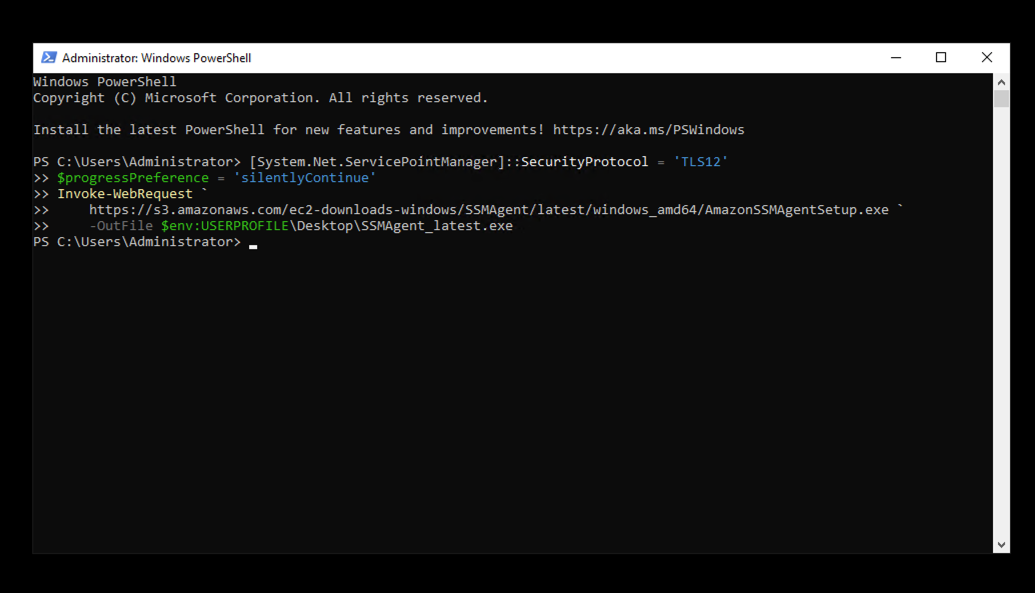 Administrator: Windows PowerShell
Windows PowerShell
Copyright (C) Microsoft Corporation. All rights reserved.
Install the latest PowerShell for new features and improvements! https://aka.ms/PSWindows
PS C:\Users\Administrator> [System.Net.ServicePointManager]::SecurityProtocol = 'TLS12'
>> $progressPreference = 'silentlyContinue'
>> Invoke-WebRequest `
>>     https://s3.amazonaws.com/ec2-downloads-windows/SSMAgent/latest/windows_amd64/AmazonSSMAgentSetup.exe `
>>     -OutFile $env:USERPROFILE\Desktop\SSMAgent_latest.exe
PS C:\Users\Administrator>